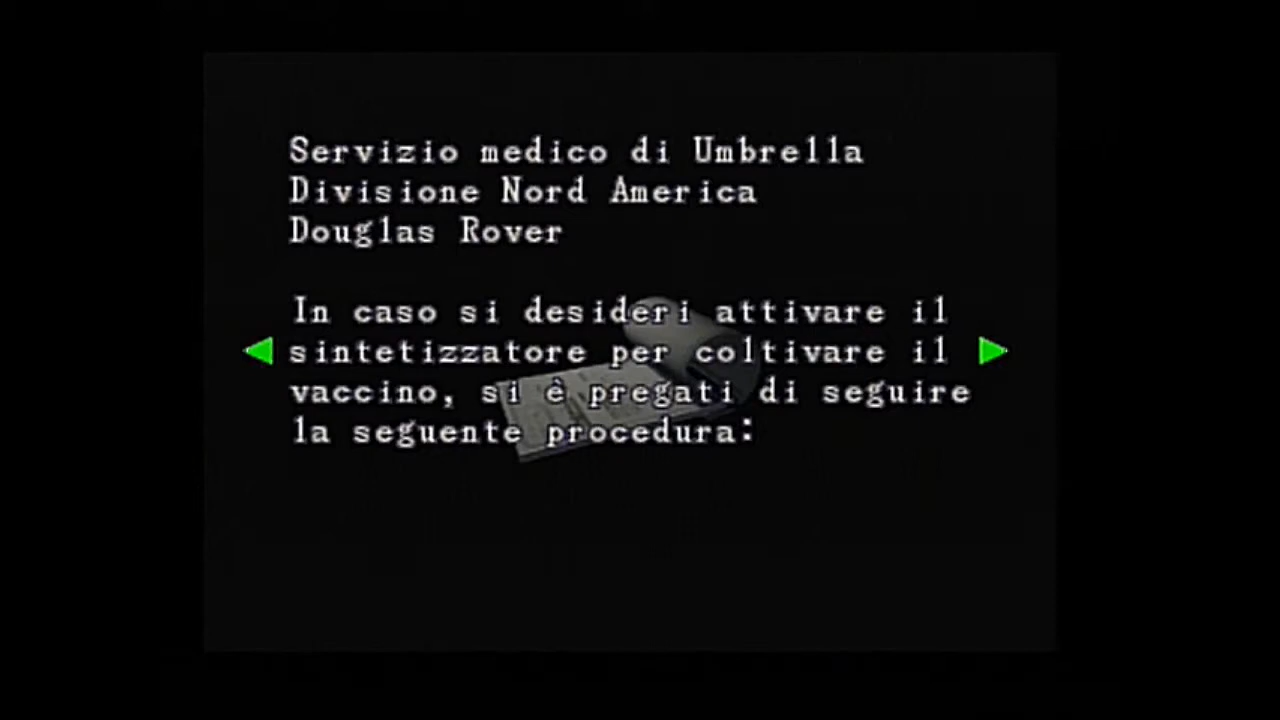 Servizio medico di Umbrella
Divisione Nord America
Douglas Rover
In caso si desideri attivare il
sintetizzatore per coltivare il
vaccino, si è pregati di seguire
la seguente procedura: